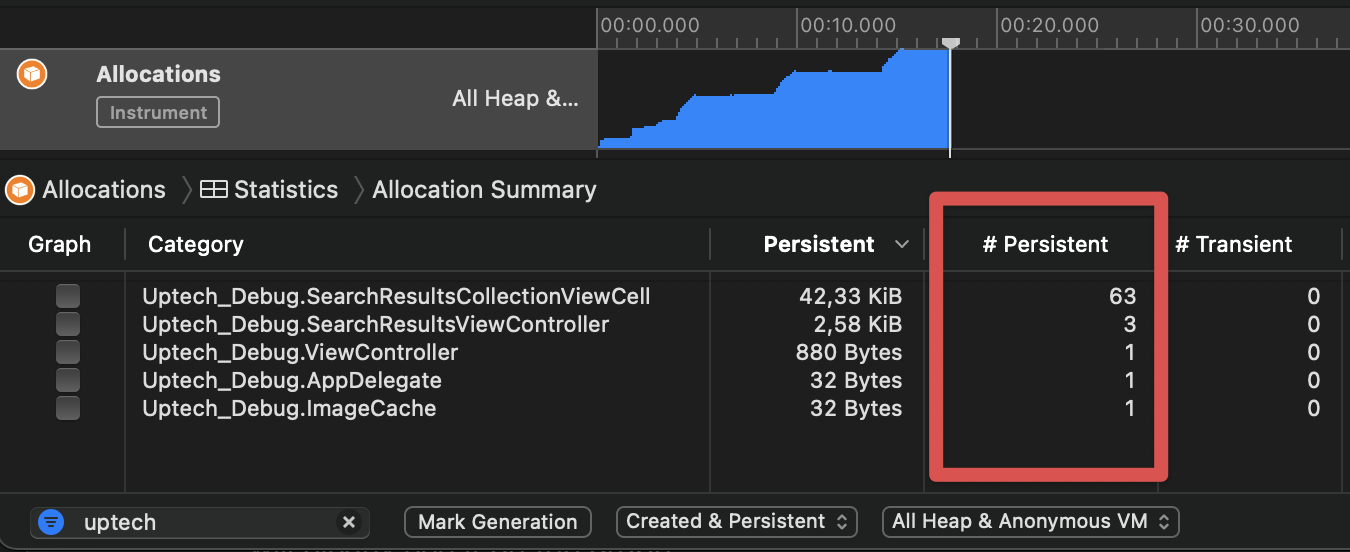 00:00.000 00:10.000 00:20.000 00:30.000
Allocations
Instrument
All Heap &...
Allocations Statistics Allocation Summary
Graph Category Persistent # Persistent # Transient
Uptech_Debug.SearchResultsCollectionViewCell 42,33 KiB 63 0
Uptech_Debug.SearchResultsViewController 2,58 KiB 3 0
Uptech_Debug.ViewController 880 Bytes 1 0
Uptech_Debug.AppDelegate 32 Bytes 1 0
Uptech_Debug.ImageCache 32 Bytes 1 0
uptech Mark Generation Created & Persistent All Heap & Anonymous VM